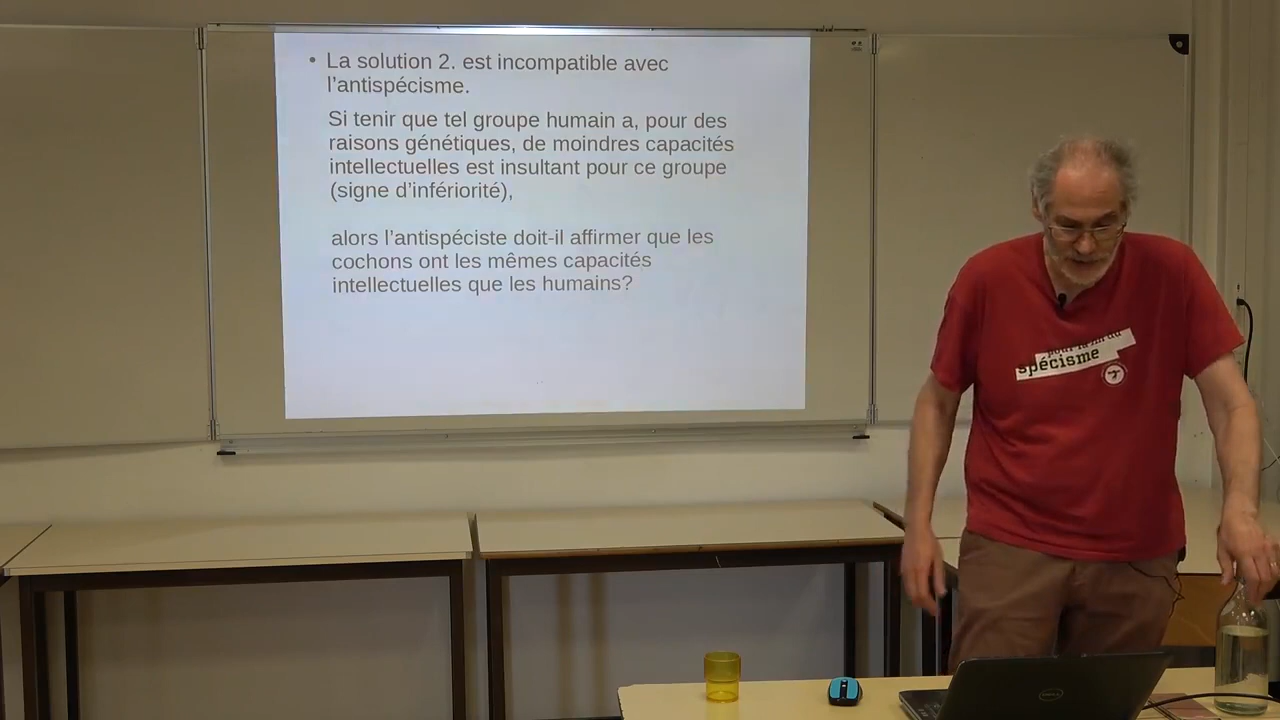 • La solution 2. est incompatible avec
l'antispécisme.
Si tenir que tel groupe humain a, pour des
raisons génétiques, de moindres capacités
intellectuelles est insultant pour ce groupe
(signe d'infériorité),
alors l'antispéciste doit-il affirmer que les
cochons ont les mêmes capacités
intellectuelles que les humains?
spécisme
DELL